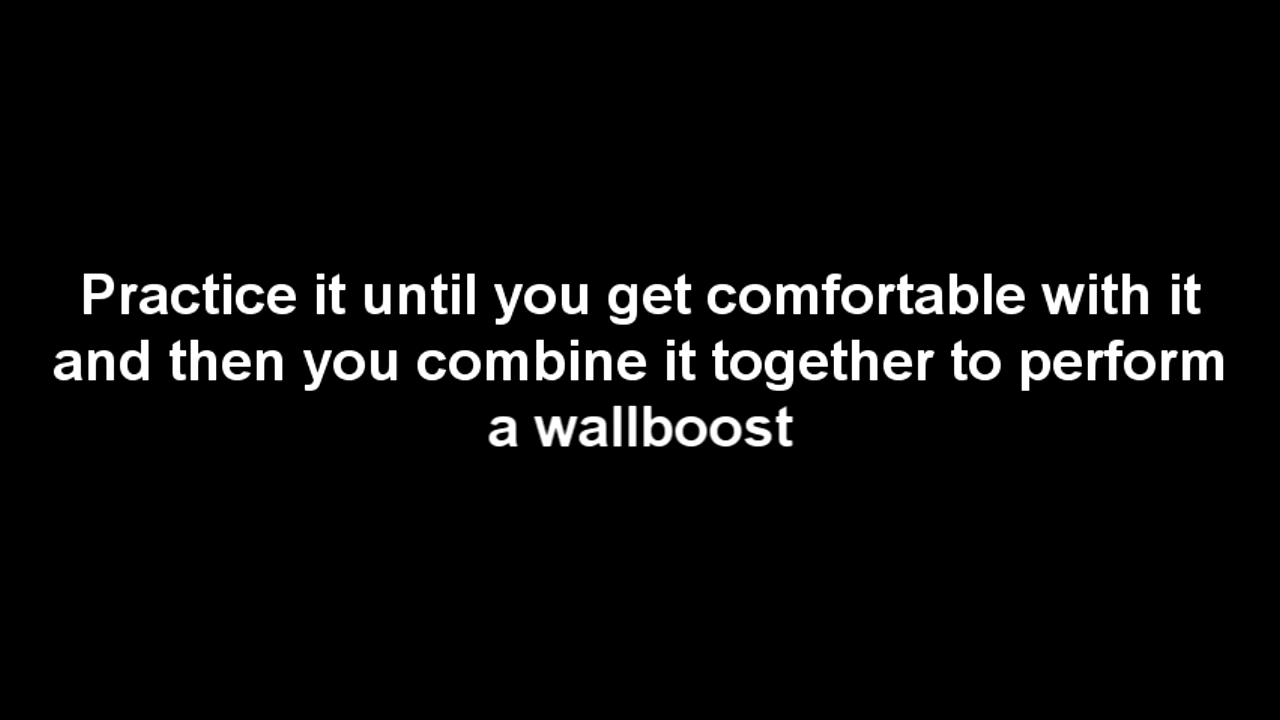 Practice it until you get comfortable with it
and then you combine it together to perform
a wallboost